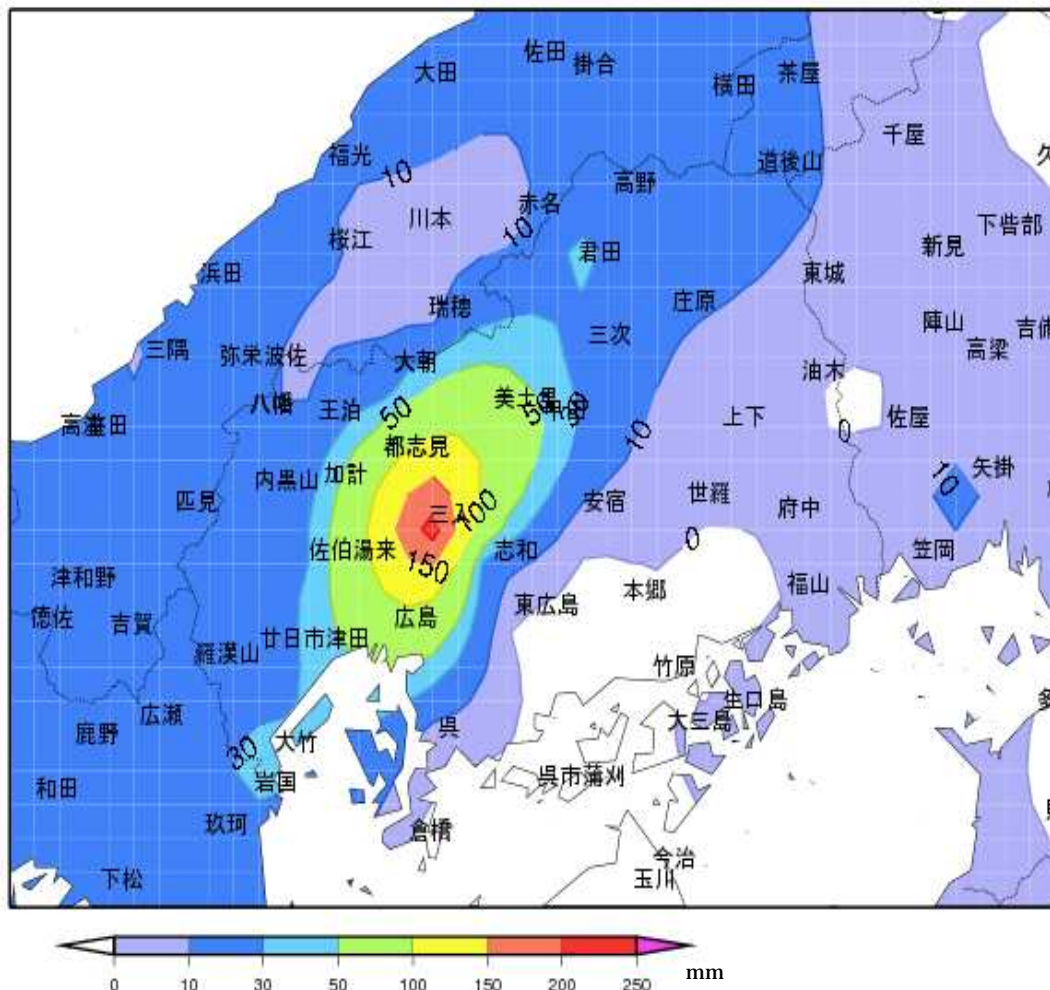 佐田
掛合
大田
横田
茶屋
千屋
福光
10
道後山
高野
赤名
川本
桜江
10
下呰部
新見
君田
浜田
東城
瑞穂
庄原
三次
陣山
高梁
三隅
弥栄波佐
大朝
油木
美土里
50
50
八幡
王泊
上下
佐屋
0
10
都志見
加計
矢掛
10
内黒山
匹見
世羅
安宿
府中
三入
100
0
笠岡
佐伯湯来
志和
150
津和野
福山
本郷
東広島
徳佐
吉賀
広島
廿日市津田
羅漢山
竹原
生口島
大三島
広瀬
鹿野
呉
大竹
30
岩国
呉市蒲刈
和田
玖珂
倉橋
今治
玉川
下松
0 10 30 50 100 150 200 250 mm